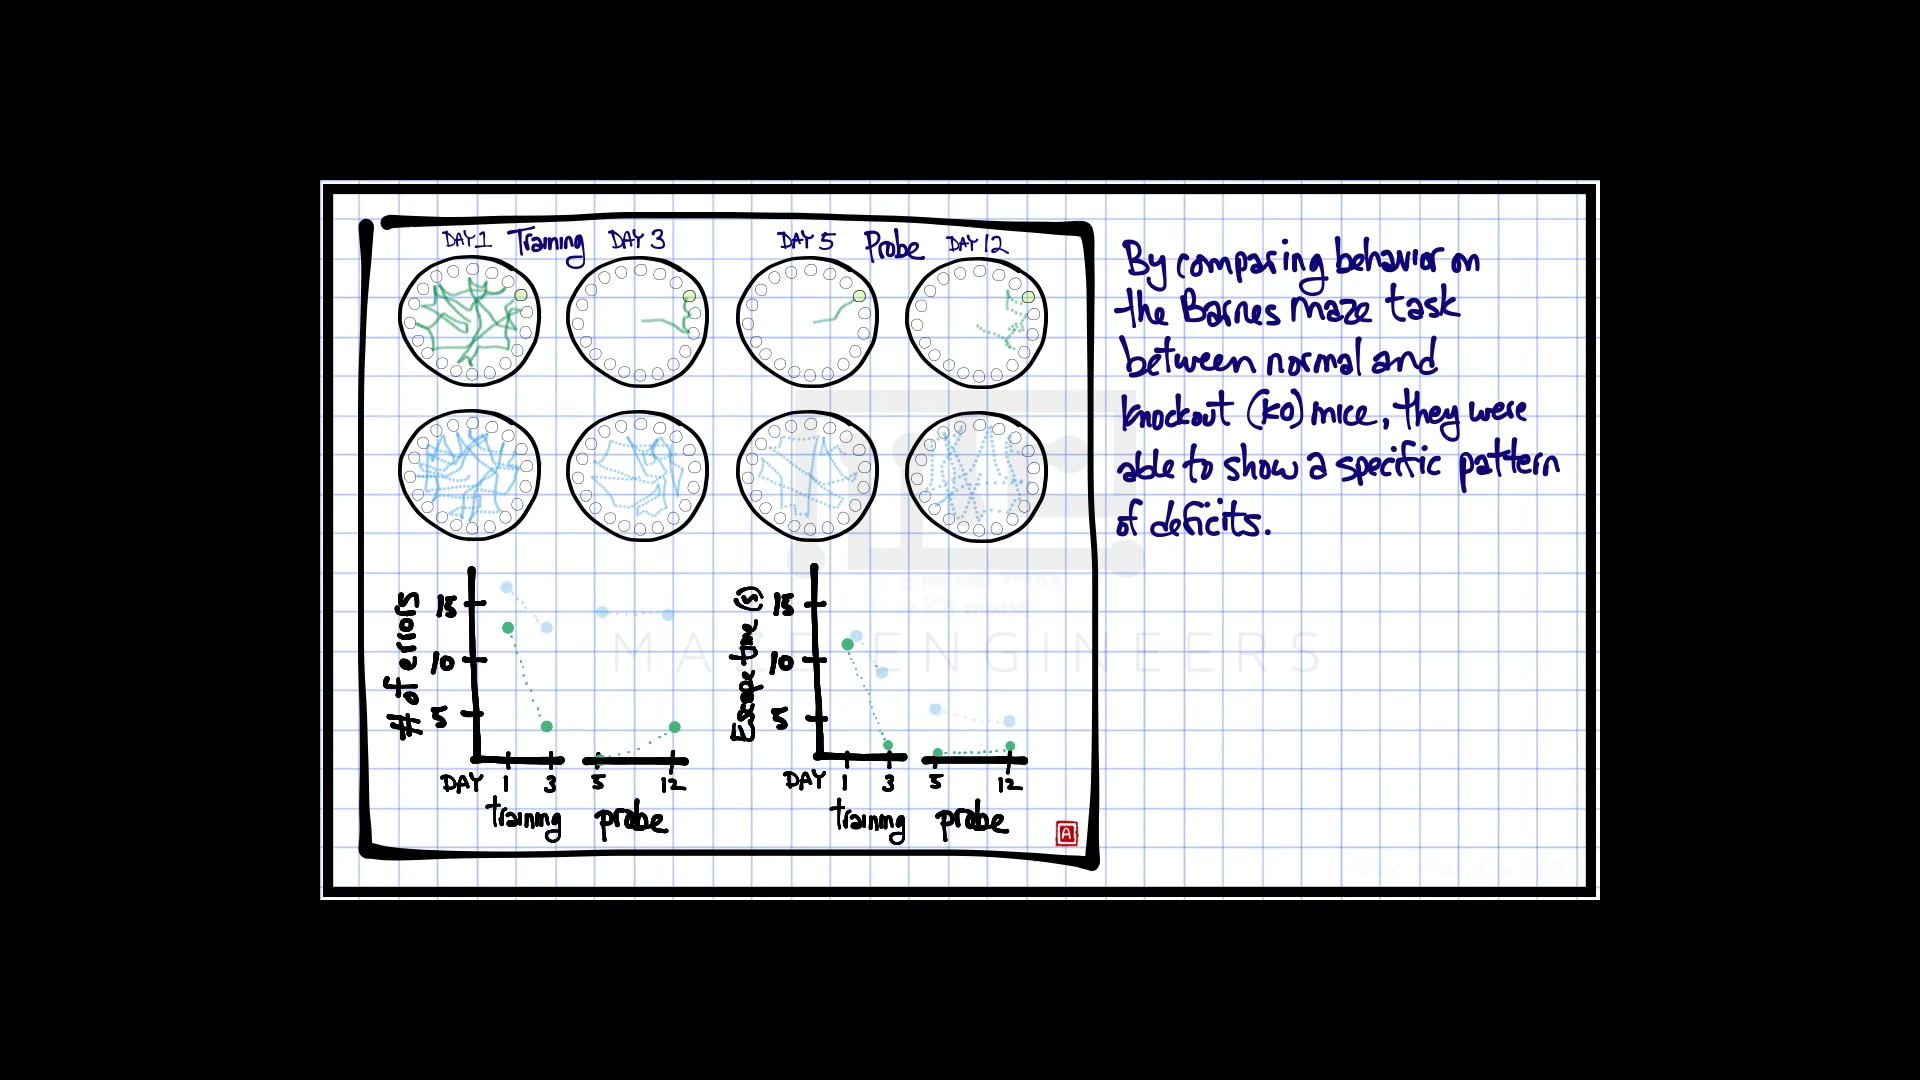 DAY 1 Training DAY 3 DAY 5 Probe DAY 12
By comparing behavior on
the Barnes maze task
between normal and
knockout (KO) mice, they were
able to show a specific pattern
of deficits.
# of errors
15
10
5
DAY 1 3 5 12
training probe
Escape time (s)
15
10
5
DAY 1 3 5 12
training probe
A
MAZE ENGINEERS